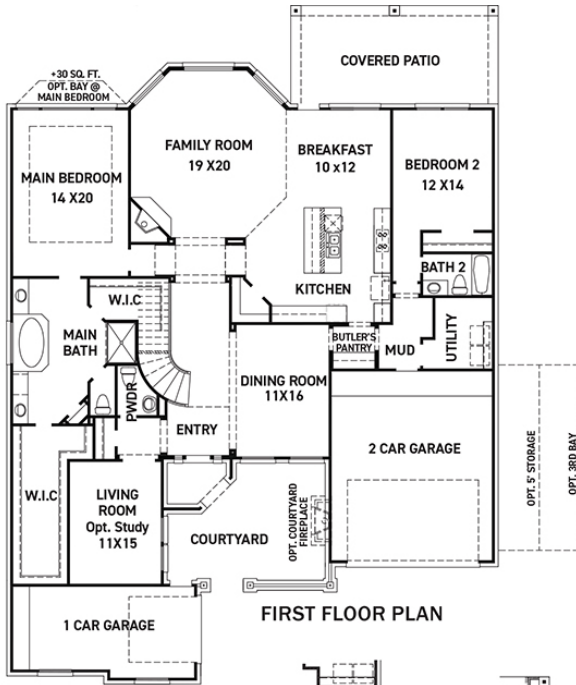 COVERED PATIO
+30 SQ. FT.
OPT. BAY @
MAIN BEDROOM
FAMILY ROOM
19 X20
BREAKFAST
10 x12
BEDROOM 2
12 X14
MAIN BEDROOM
14 X20
BATH 2
KITCHEN
W.I.C
MAIN
BATH
BUTLER'S
PANTRY
MUD
UTILITY
DINING ROOM
11X16
PWDR
ENTRY
2 CAR GARAGE
OPT. 5' STORAGE
OPT. 3RD BAY
W.I.C
LIVING
ROOM
Opt. Study
11X15
COURTYARD
OPT. COURTYARD
FIREPLACE
FIRST FLOOR PLAN
1 CAR GARAGE